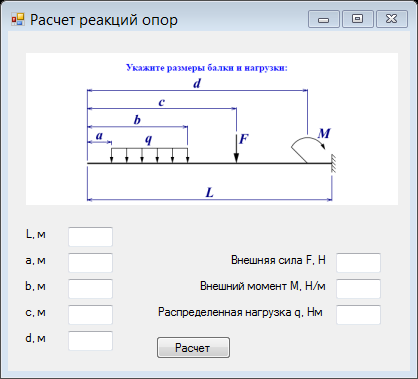 Расчет реакций опор
Укажите размеры балки и нагрузки:
d
c
b
a
q
F
M
L
L, м
a, м
Внешняя сила F, Н
b, м
Внешний момент M, Н/м
c, м
Распределенная нагрузка q, Нм
d, м
Расчет